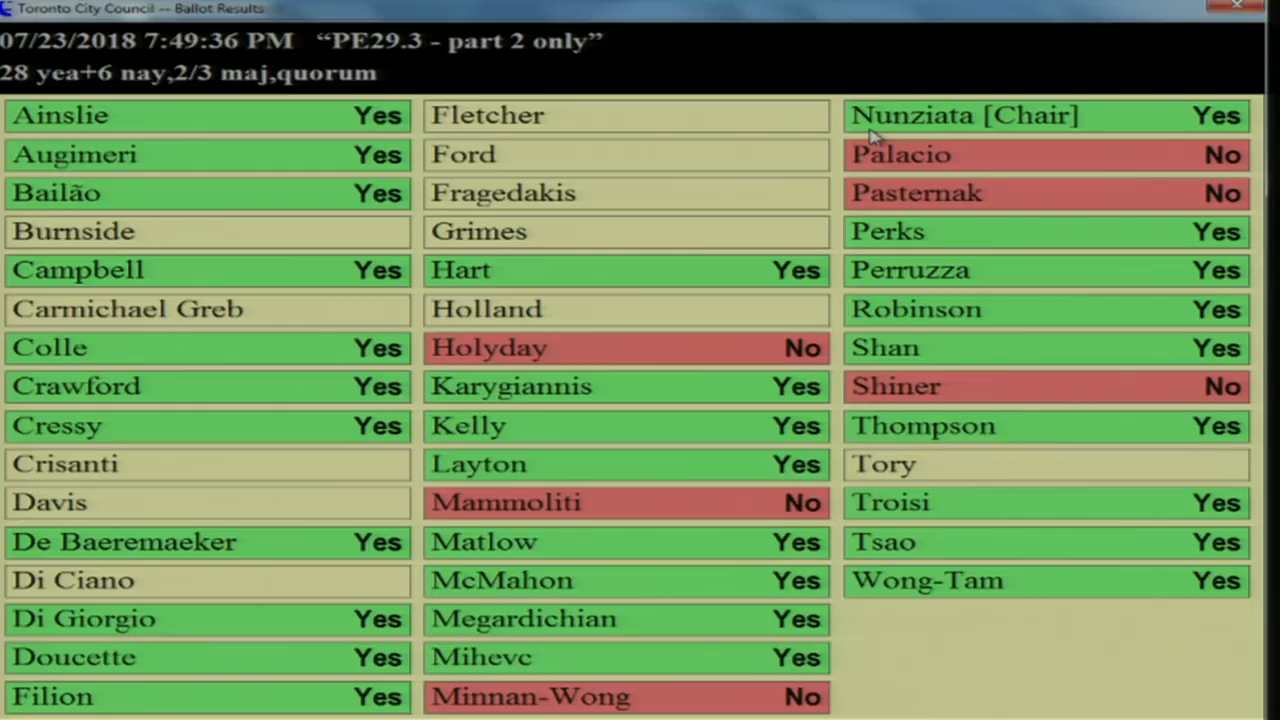 Toronto City Council -- Ballot Results
07/23/2018 7:49:36 PM “PE29.3 - part 2 only”
28 yea+6 nay,2/3 maj,quorum
Ainslie Yes
Augimeri Yes
Bailão Yes
Burnside
Campbell Yes
Carmichael Greb
Colle Yes
Crawford Yes
Cressy Yes
Crisanti
Davis
De Baeremaeker Yes
Di Ciano
Di Giorgio Yes
Doucette Yes
Filion Yes
Fletcher
Ford
Fragedakis
Grimes
Hart Yes
Holland
Holyday No
Karygiannis Yes
Kelly Yes
Layton Yes
Mammoliti No
Matlow Yes
McMahon Yes
Megardichian Yes
Mihevc Yes
Minnan-Wong No
Nunziata [Chair] Yes
Palacio No
Pasternak No
Perks Yes
Perruzza Yes
Robinson Yes
Shan Yes
Shiner No
Thompson Yes
Tory
Troisi Yes
Tsao Yes
Wong-Tam Yes